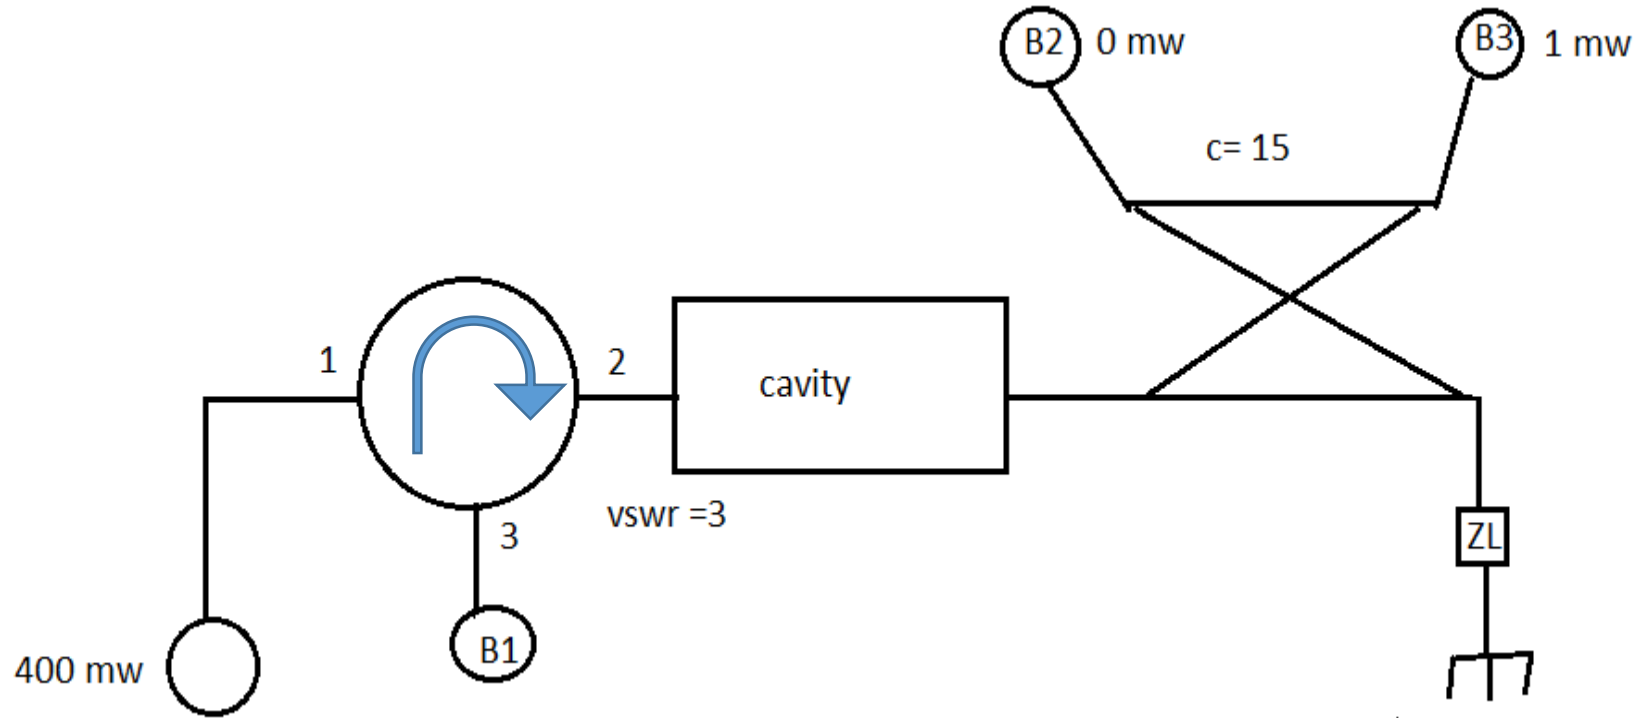 B2 0 mw
B3 1 mw
c= 15
1
2
cavity
vswr =3
3
ZL
B1
400 mw